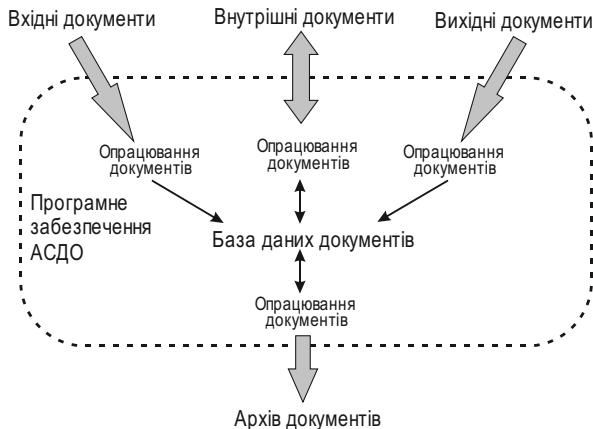 Вхідні документи
Внутрішні документи
Вихідні документи
Опрацювання
документів
Опрацювання
документів
Опрацювання
документів
Програмне
забезпечення
АСДО
База даних документів
Опрацювання
документів
Архів документів